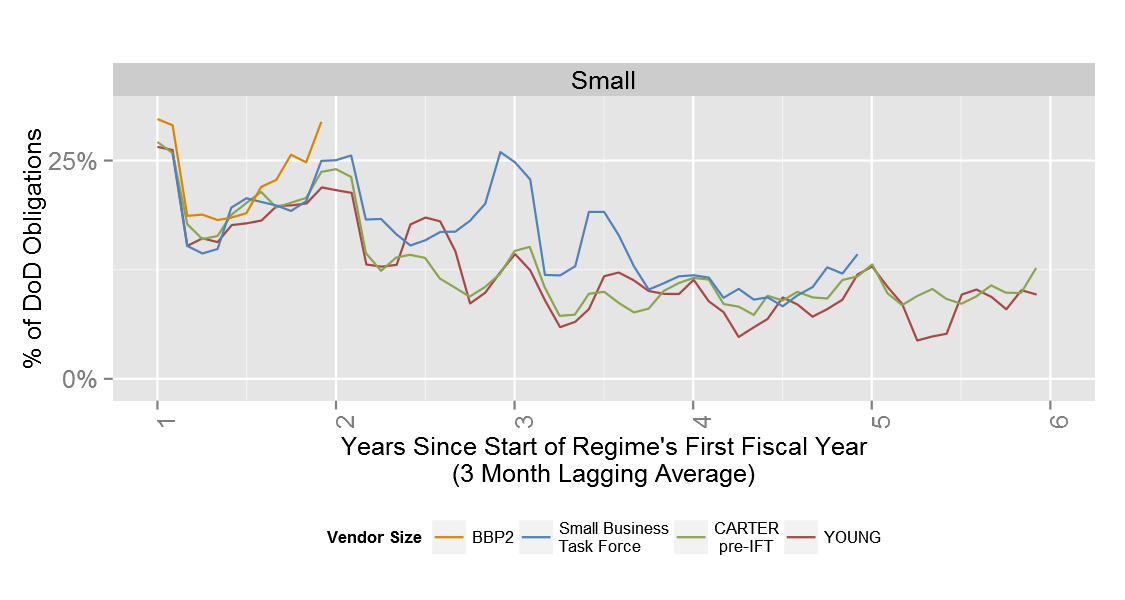 Small
% of DoD Obligations
25%
0%
1
2
3
4
5
6
Years Since Start of Regime's First Fiscal Year
(3 Month Lagging Average)
Vendor Size
BBP2
Small Business
Task Force
CARTER
pre-IFT
YOUNG